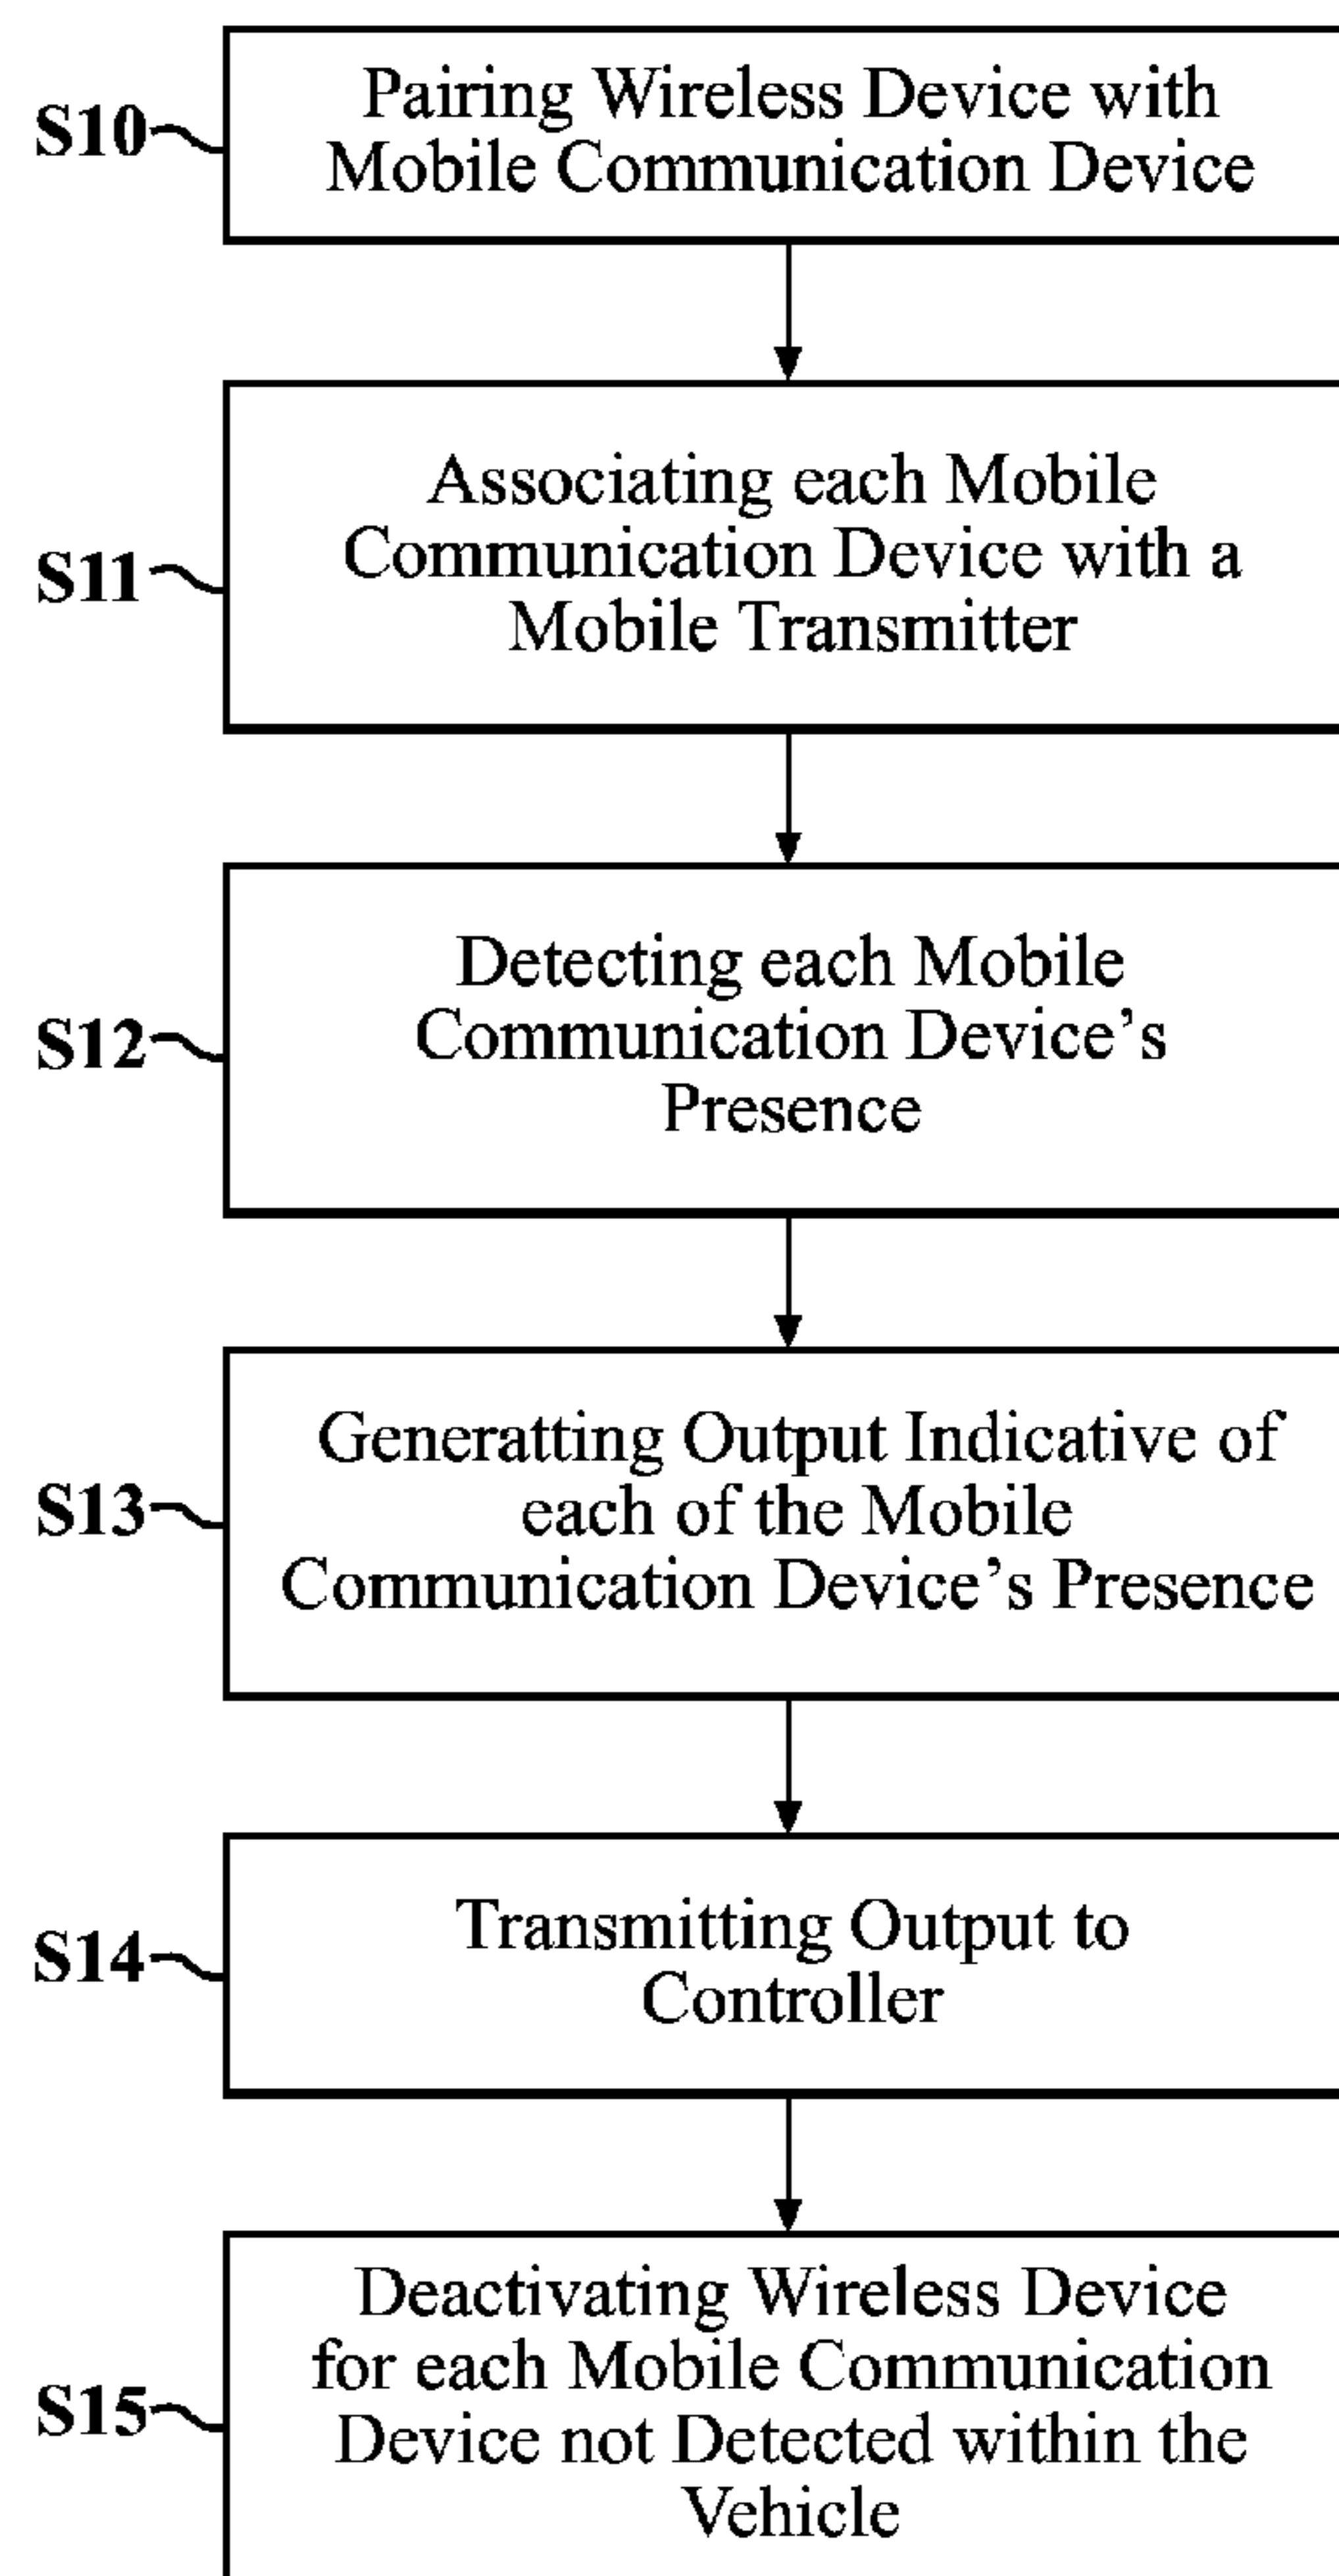 S10
Pairing Wireless Device with
Mobile Communication Device
S11
Associating each Mobile
Communication Device with a
Mobile Transmitter
S12
Detecting each Mobile
Communication Device’s
Presence
S13
Generatting Output Indicative of
each of the Mobile
Communication Device’s Presence
S14
Transmitting Output to
Controller
S15
Deactivating Wireless Device
for each Mobile Communication
Device not Detected within the
Vehicle